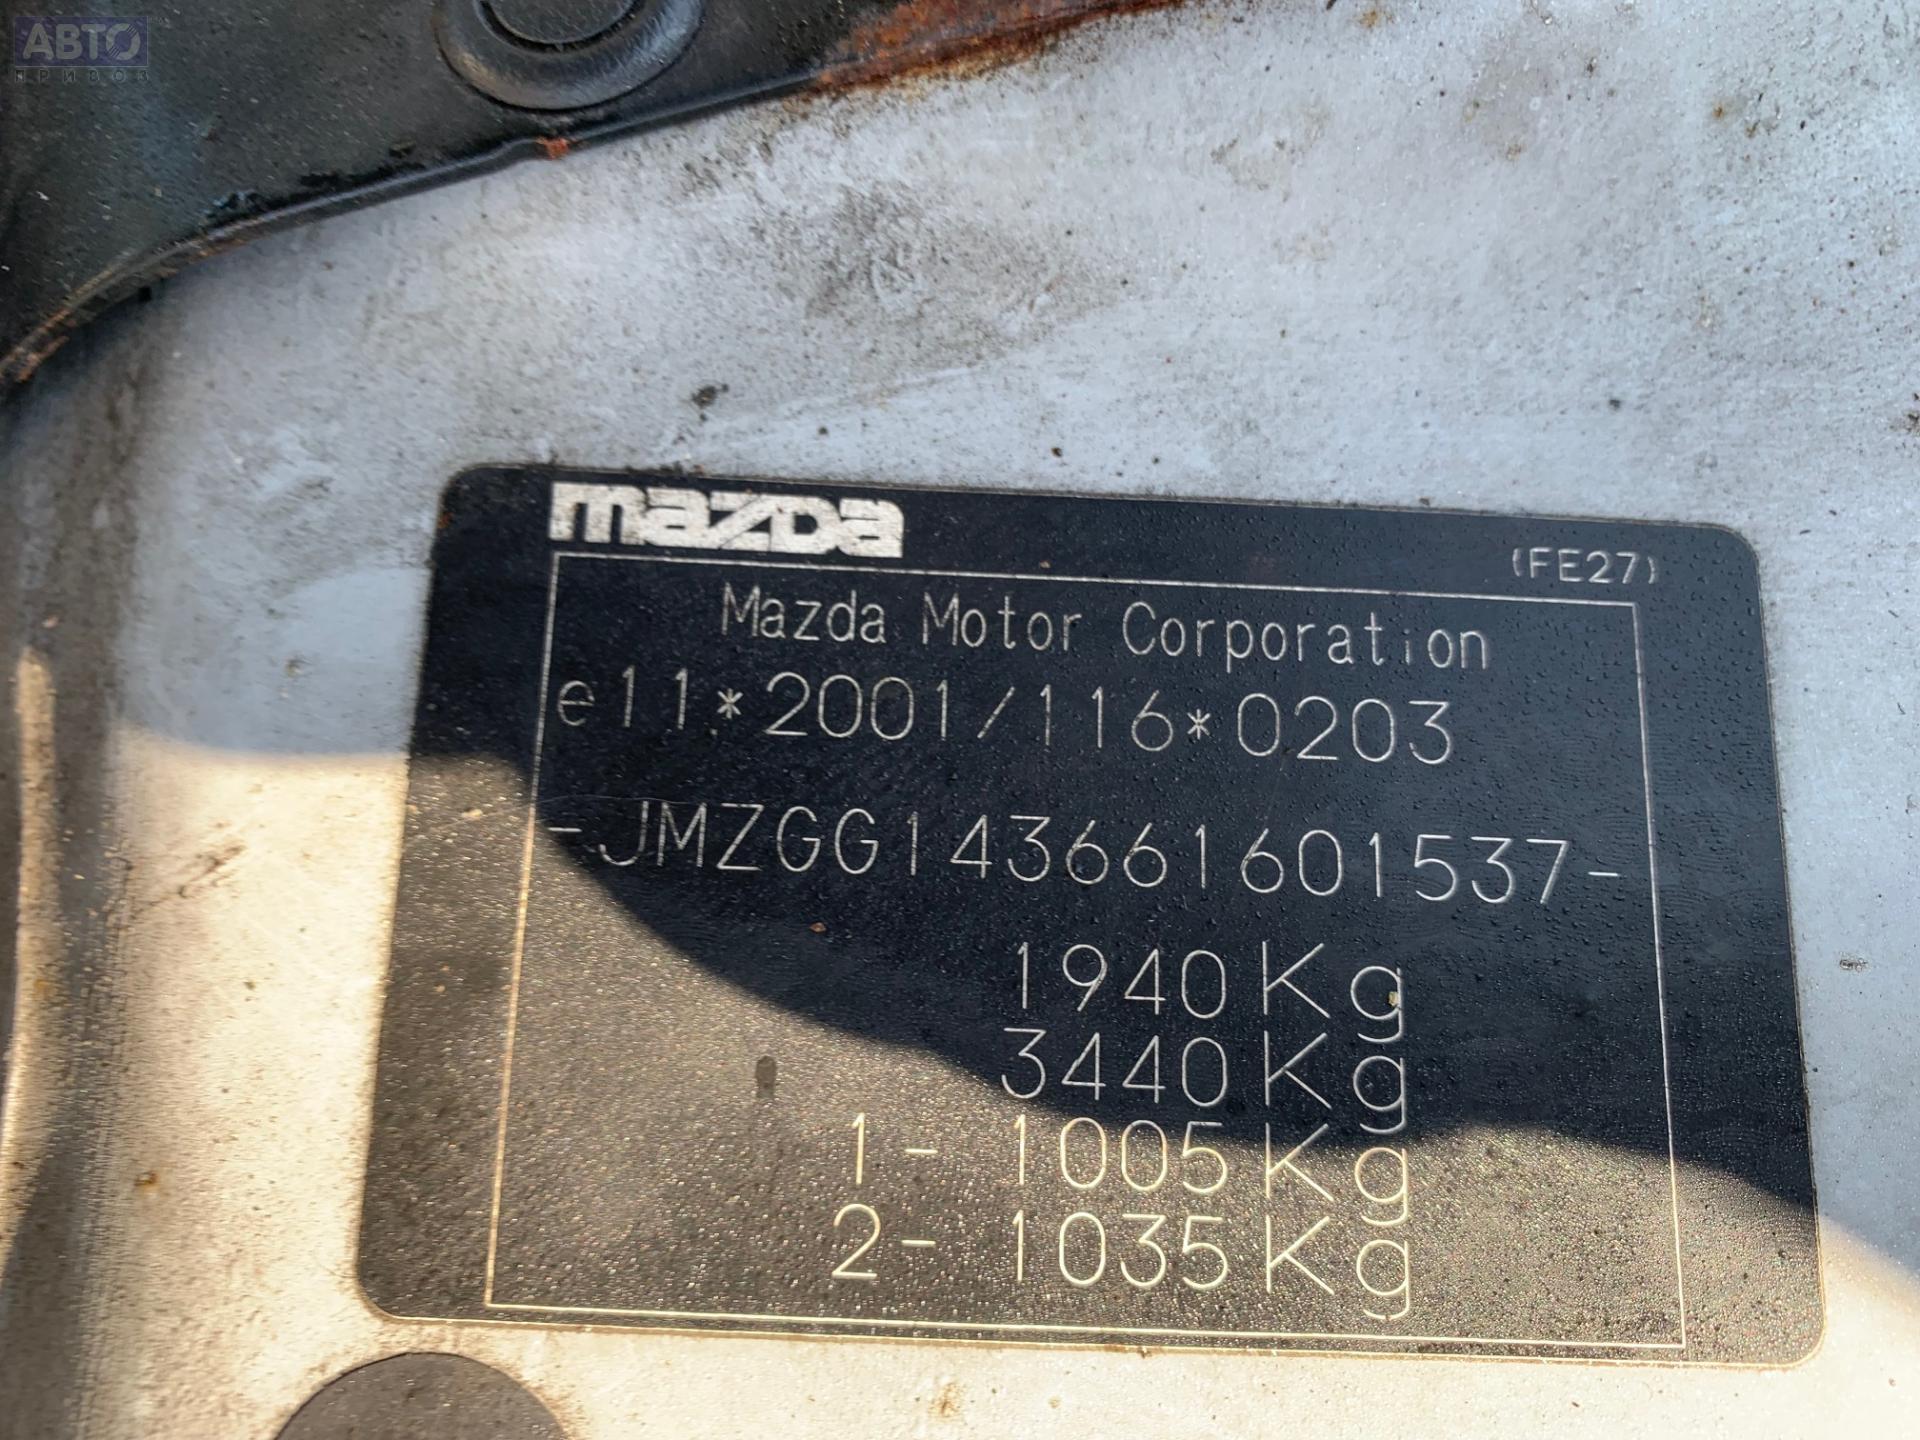 АВТО
ПРИВОЗ
mazda
(FE27)
Mazda Motor Corporation
e11*2001/116*0203
-JMZGG143661601537-
1940Kg
3440Kg
1- 1005Kg
2- 1035Kg